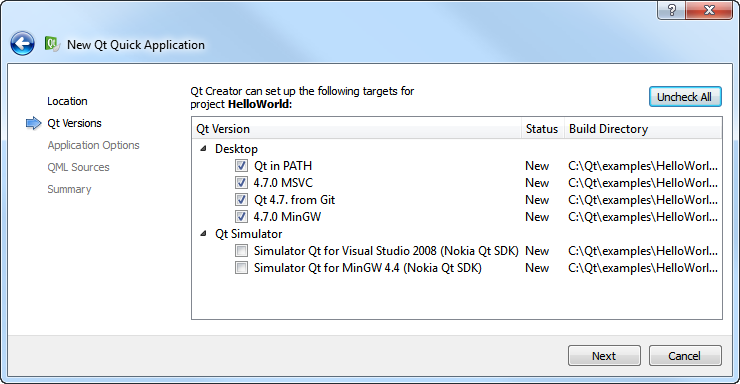 New Qt Quick Application
Location
Qt Versions
Application Options
QML Sources
Summary
Qt Creator can set up the following targets for
project HelloWorld:
Uncheck All
Qt Version Status Build Directory
Desktop
Qt in PATH New C:\Qt\examples\HelloWorl...
4.7.0 MSVC New C:\Qt\examples\HelloWorl...
Qt 4.7. from Git New C:\Qt\examples\HelloWorl...
4.7.0 MinGW New C:\Qt\examples\HelloWorl...
Qt Simulator
Simulator Qt for Visual Studio 2008 (Nokia Qt SDK) New C:\Qt\examples\HelloWorl...
Simulator Qt for MinGW 4.4 (Nokia Qt SDK) New C:\Qt\examples\HelloWorl...
Next Cancel